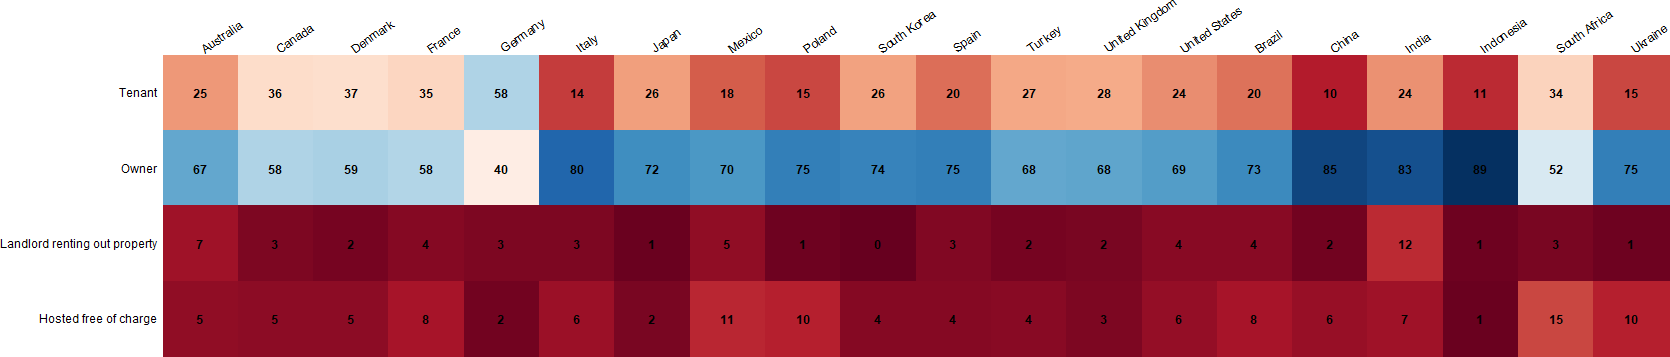 Australia Canada Denmark France Germany Italy Japan Mexico Poland South Korea Spain Turkey United Kingdom United States Brazil China India Indonesia South Africa Ukraine
Tenant 25 36 37 35 58 14 26 18 15 26 20 27 28 24 20 10 24 11 34 15
Owner 67 58 59 58 40 80 72 70 75 74 75 68 68 69 73 85 83 89 52 75
Landlord renting out property 7 3 2 4 3 3 1 5 1 0 3 2 2 4 4 2 12 1 3 1
Hosted free of charge 5 5 5 8 2 6 2 11 10 4 4 4 3 6 8 6 7 1 15 10